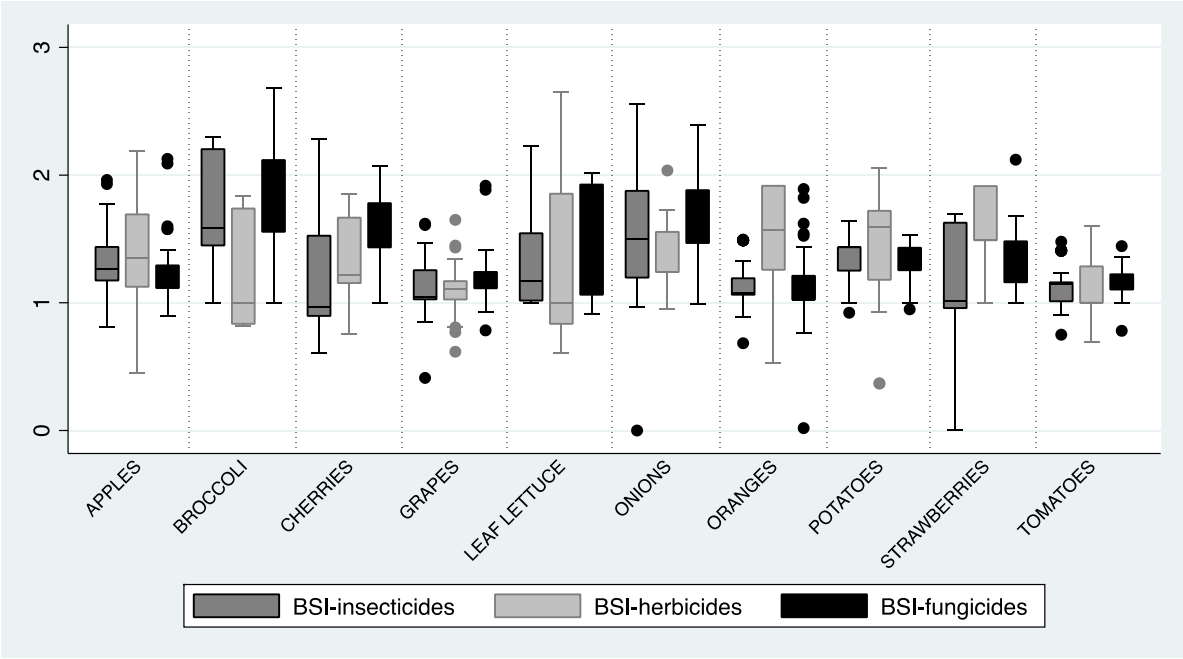 3
2
1
0
APPLES
BROCCOLI
CHERRIES
GRAPES
LEAF LETTUCE
ONIONS
ORANGES
POTATOES
STRAWBERRIES
TOMATOES
BSI-insecticides BSI-herbicides BSI-fungicides